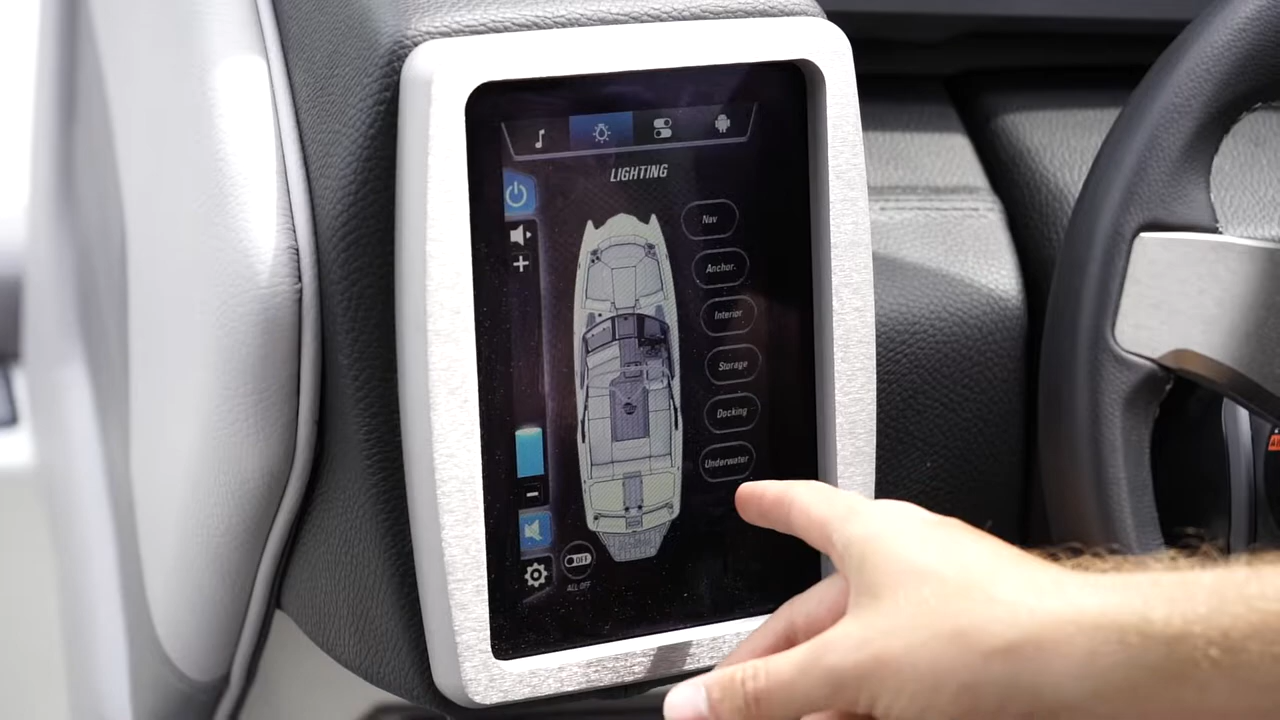 LIGHTING
Nav
Anchor
Interior
Storage
Docking
Underwater
OFF
ALL OFF